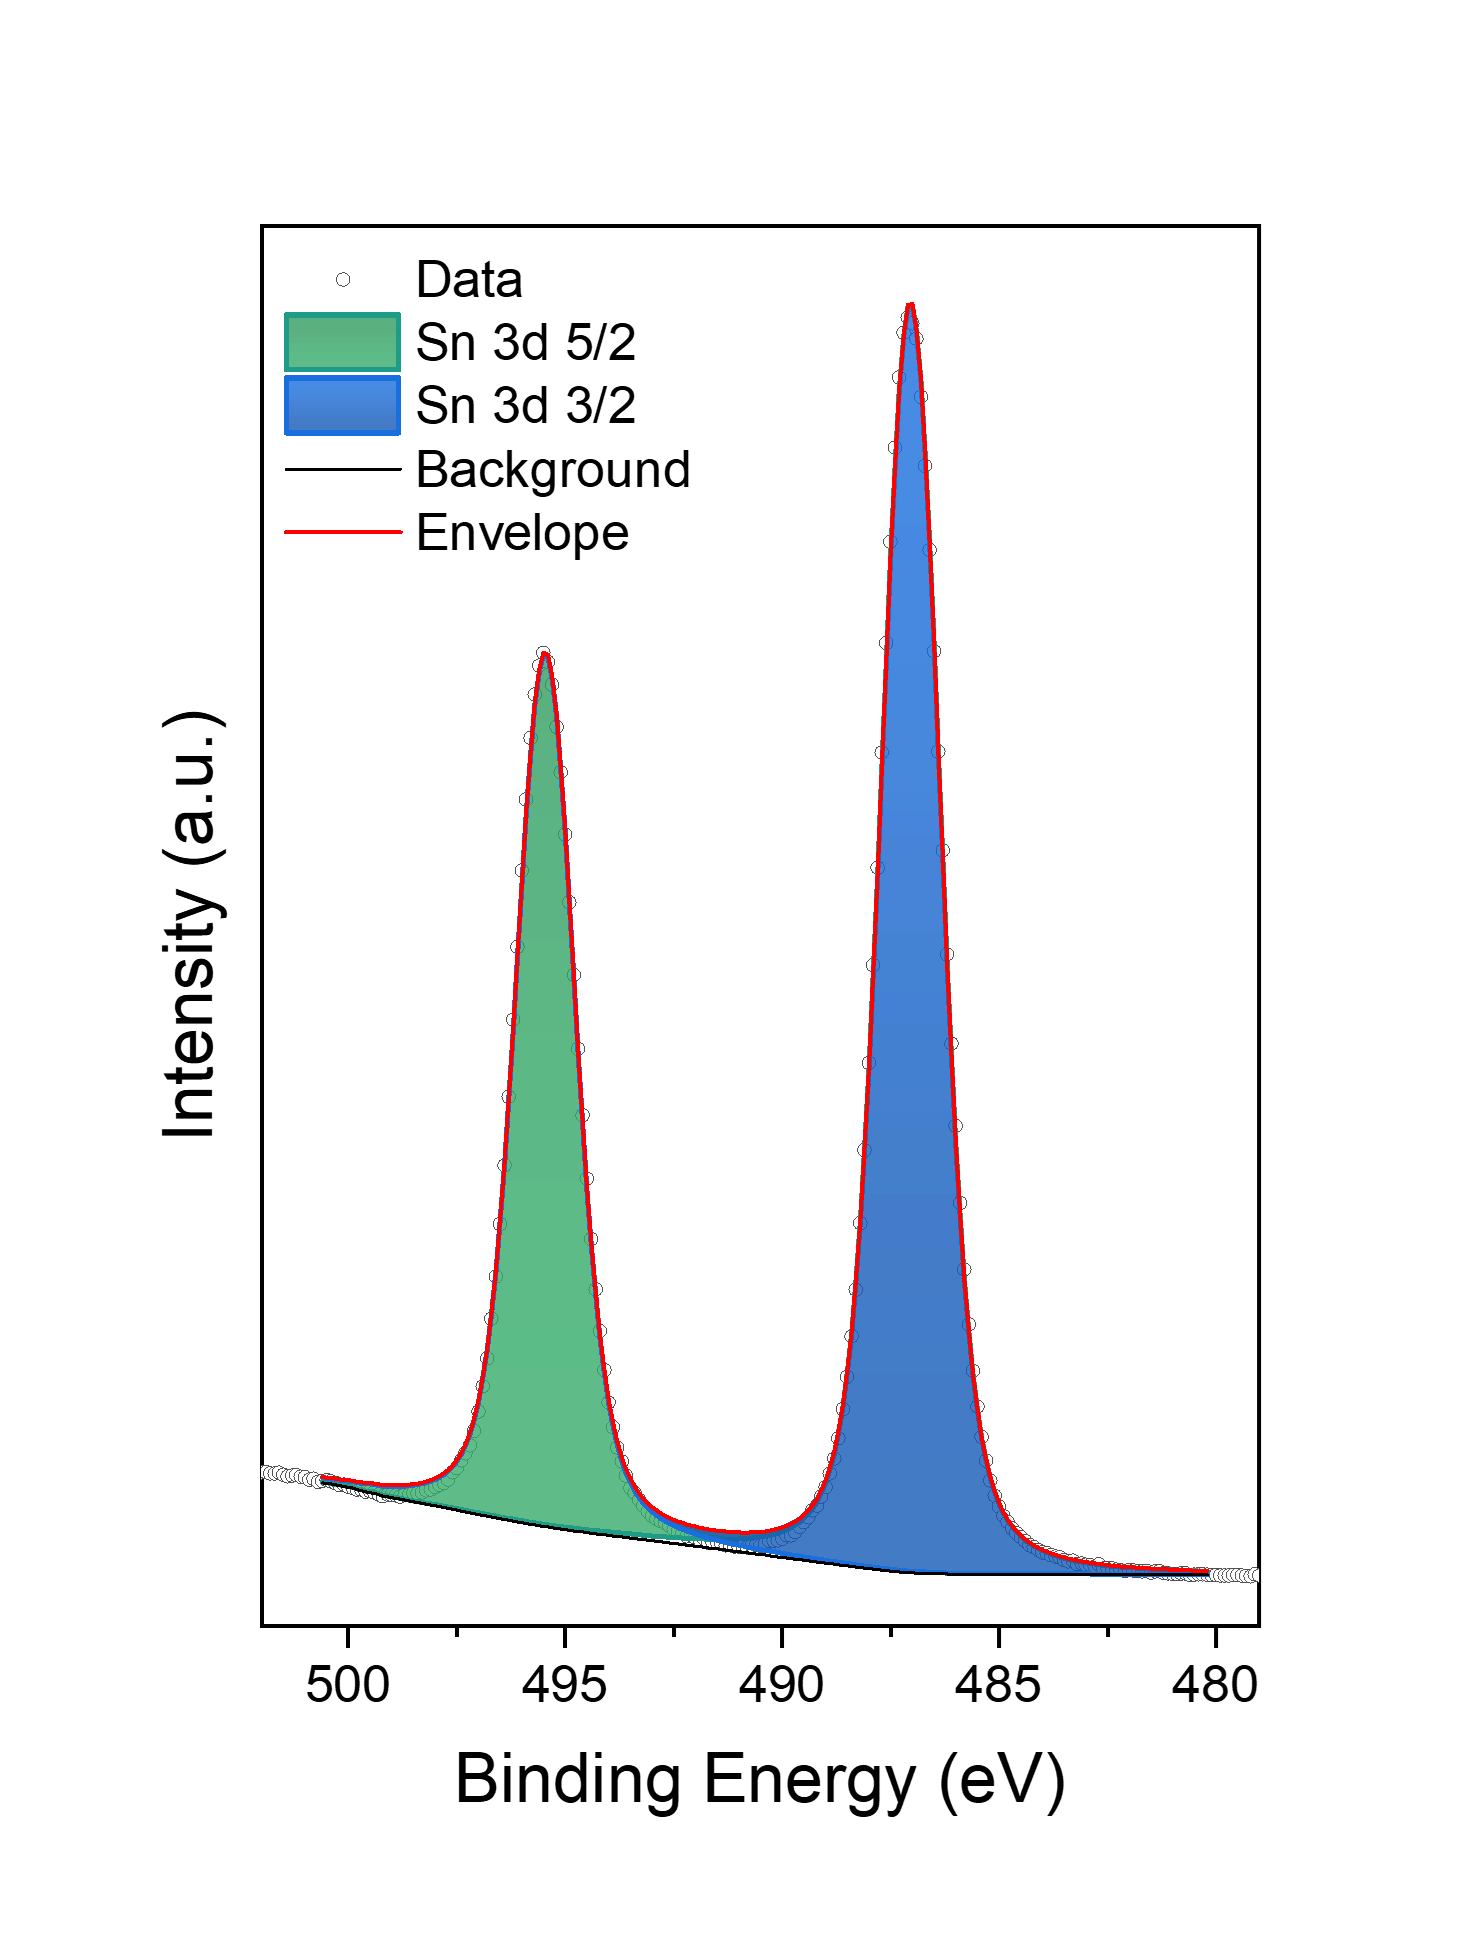 Data
Sn 3d 5/2
Sn 3d 3/2
Background
Envelope
Intensity (a.u.)
500 495 490 485 480
Binding Energy (eV)